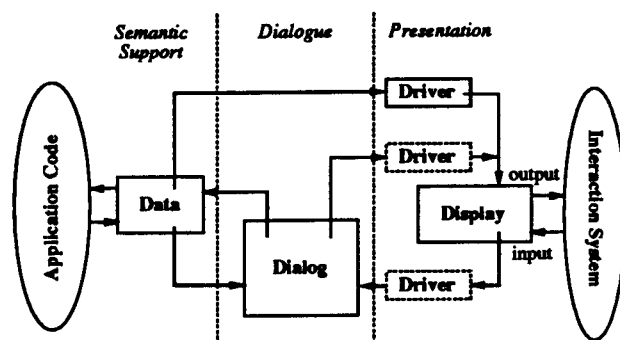 Semantic
Support
Dialogue
Presentation
Driver
Driver
Application Code
Data
Dialog
Display
output
input
Driver
Interaction System